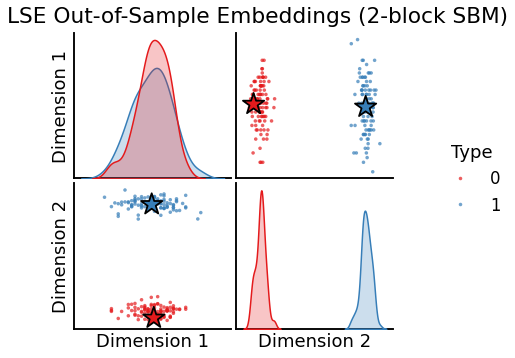 LSE Out-of-Sample Embeddings (2-block SBM)
Dimension 1
Type
0
1
Dimension 2
Dimension 1
Dimension 2